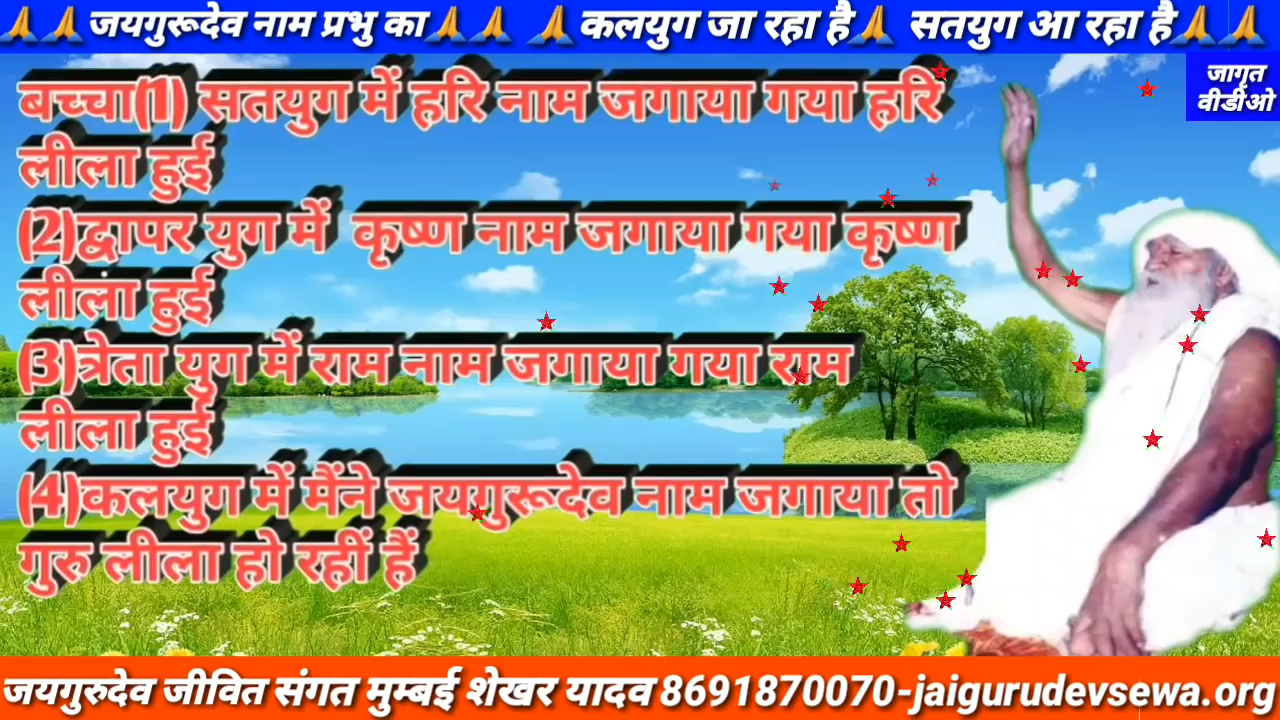 🙏🙏जयगुरूदेव नाम प्रभु का🙏🙏 🙏कलयुग जा रहा है🙏 सतयुग आ रहा है🙏🙏
जागृत
वीडीओ
बच्चा(1) सतयुग में हरि नाम जगाया गया हरि
लीला हुई
(2)द्वापर युग में कृष्ण नाम जगाया गया कृष्ण
लीलां हुई
(3)त्रेता युग में राम नाम जगाया गया राम
लीला हुई
(4)कलयुग में मैंने जयगुरूदेव नाम जगाया तो
गुरु लीला हो रहीं हैं
जयगुरुदेव जीवित संगत मुम्बई शेखर यादव 8691870070-jaigurudevsewa.org